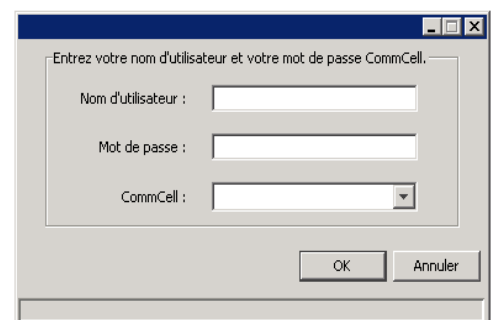 Entrez votre nom d'utilisateur et votre mot de passe CommCell.
Nom d'utilisateur :
Mot de passe :
CommCell :
OK Annuler